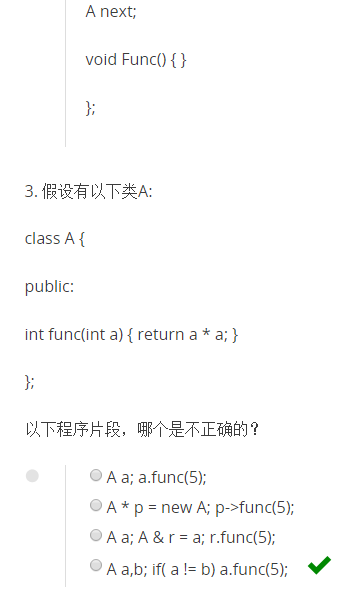 A next;
void Func() { }
};
3. 假设有以下类A:
class A {
public:
int func(int a) { return a * a; }
};
以下程序片段，哪个是不正确的？
A a; a.func(5);
A * p = new A; p->func(5);
A a; A & r = a; r.func(5);
A a,b; if( a != b) a.func(5);